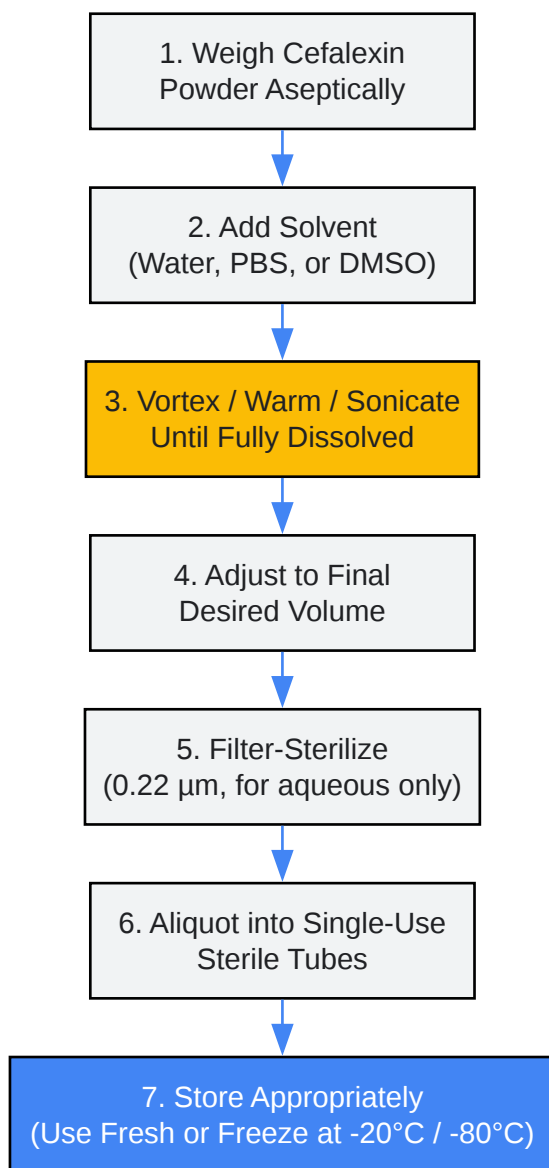 1. Weigh Cefalexin
Powder Aseptically
2. Add Solvent
(Water, PBS, or DMSO)
3. Vortex / Warm / Sonicate
Until Fully Dissolved
4. Adjust to Final
Desired Volume
5. Filter-Sterilize
(0.22 µm, for aqueous only)
6. Aliquot into Single-Use
Sterile Tubes
7. Store Appropriately
(Use Fresh or Freeze at -20°C / -80°C)